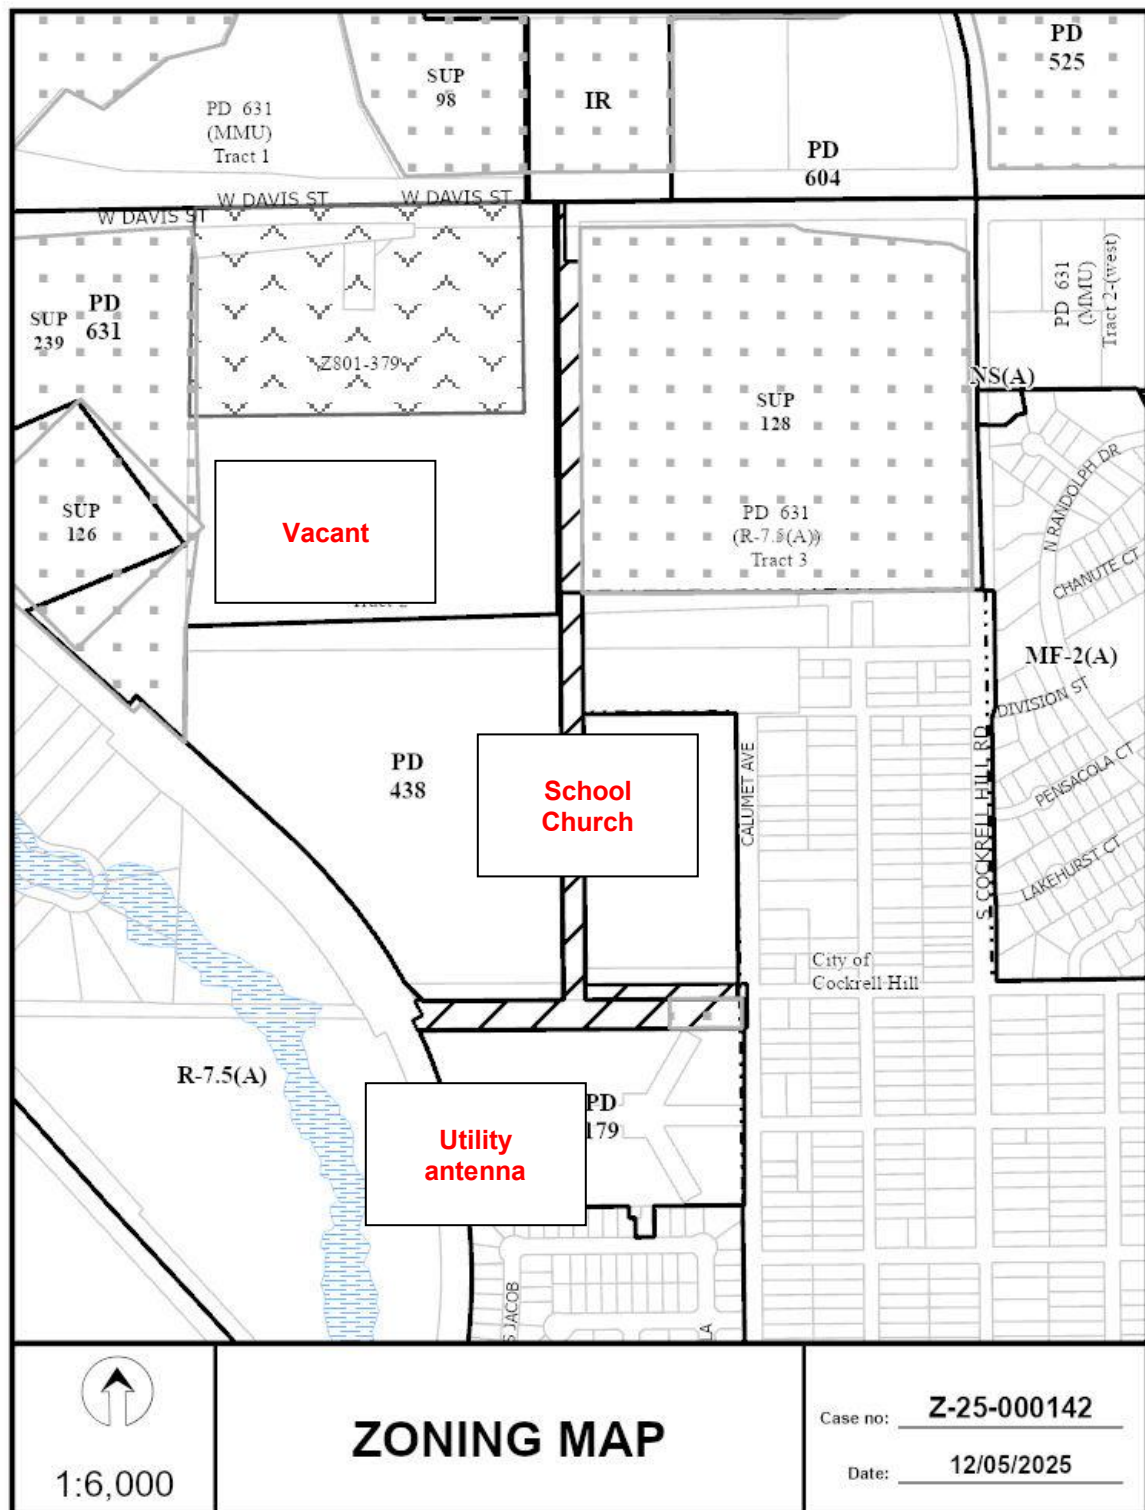 PD
525
SUP
98
IR
PD 631
(MMU)
Tract 1
PD
604
W DAVIS ST
W DAVIS ST
W DAVIS ST
PD 631
(MMU)
Tract 2-(west)
PD
631
SUP
239
Z801-379
NS(A)
SUP
128
N RANDOLPH DR
SUP
126
Vacant
PD 631
(R-7.5(A))
Tract 3
CHANUTE CT
MF-2(A)
DIVISION ST
PD
438
School
Church
CALUMET AVE
S COCKRELL HILL RD
PENSACOLA CT
LAKEHURST CT
City of
Cockrell Hill
R-7.5(A)
PD
179
Utility
antenna
S JACOB
LA
1:6,000
ZONING MAP
Case no: Z-25-000142
Date: 12/05/2025